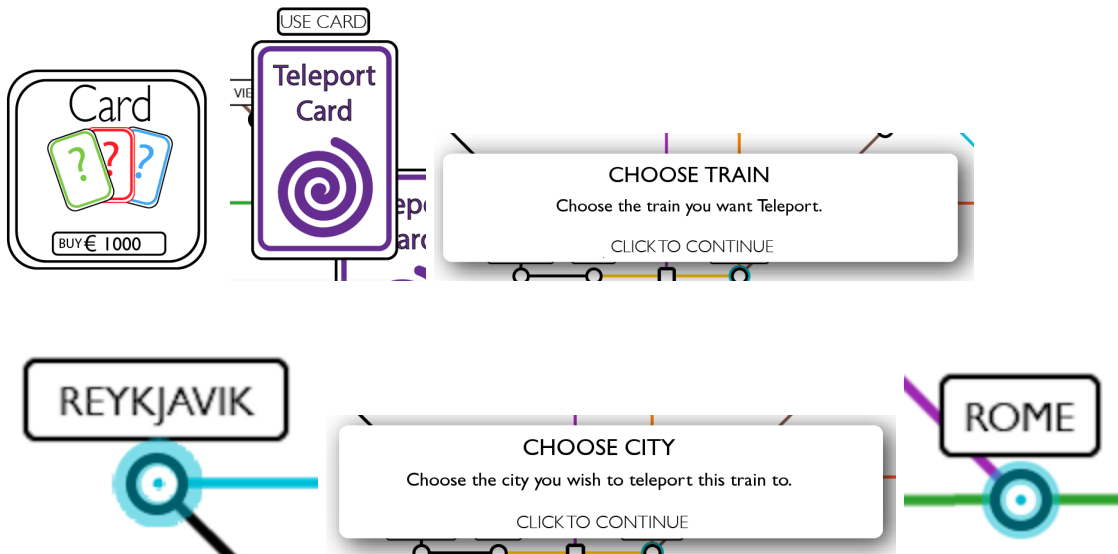 USE CARD
Card
? ? ?
BUY € 1000
VIE
Teleport
Card
CHOOSE TRAIN
Choose the train you want Teleport.
CLICK TO CONTINUE
REYKJAVIK
CHOOSE CITY
Choose the city you wish to teleport this train to.
CLICK TO CONTINUE
ROME